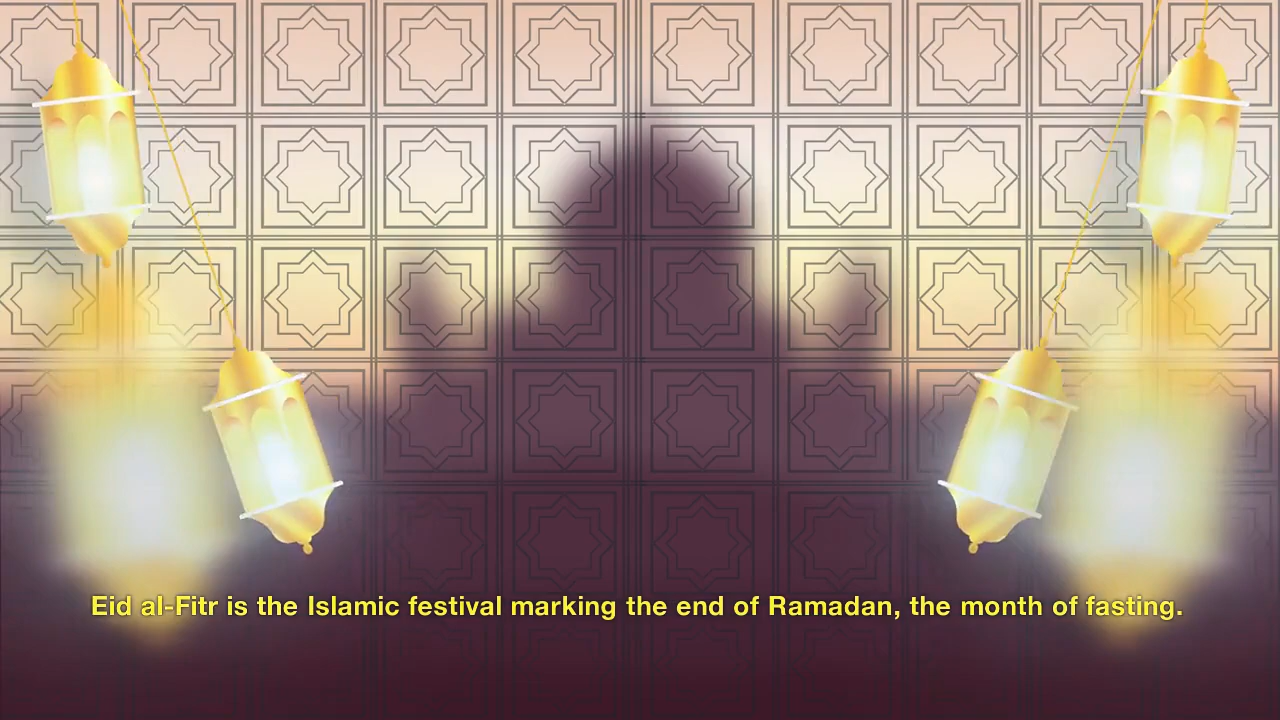 Eid al-Fitr is the Islamic festival marking the end of Ramadan, the month of fasting.